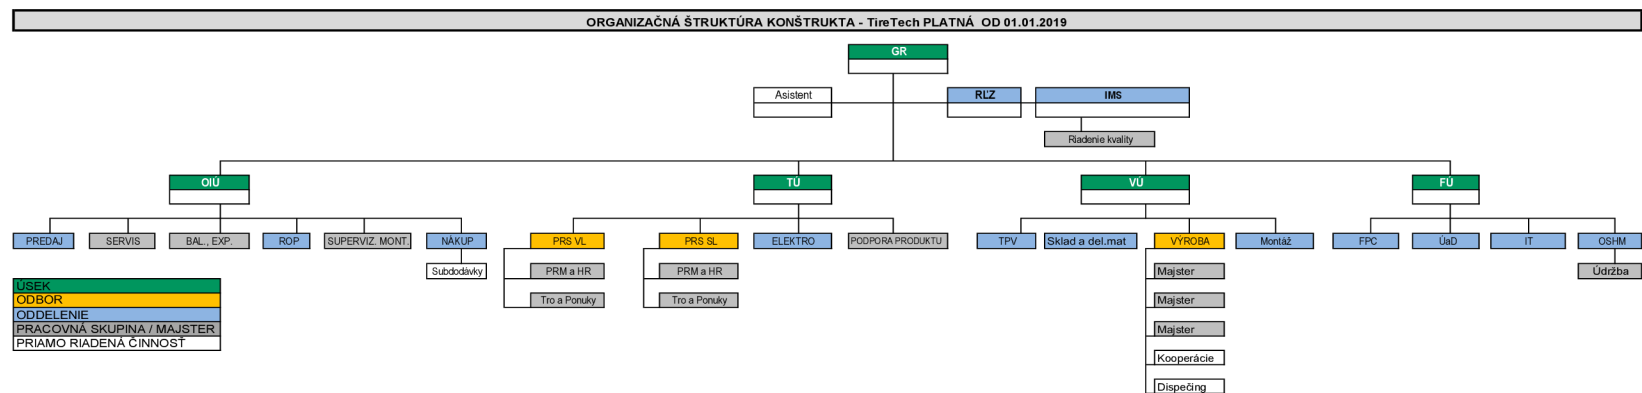 ORGANIZAČNÁ ŠTRUKTÚRA KONŠTRUKTA - TireTech PLATNÁ OD 01.01.2019
GR
Asistent
RĽZ
IMS
Riadenie kvality
OIÚ
TÚ
VÚ
FÚ
PREDAJ
SERVIS
BAL., EXP.
ROP
SUPERVIZ. MONT.
NÁKUP
PRS VL
PRS SL
ELEKTRO
PODPORA PRODUKTU
TPV
Sklad a del.mat
VÝROBA
Montáž
FPC
ÚaD
IT
OSHM
Subdodávky
PRM a HR
PRM a HR
Majster
Údržba
Tro a Ponuky
Tro a Ponuky
Majster
Majster
Kooperácie
Dispečing
ÚSEK
ODBOR
ODDELENIE
PRACOVNÁ SKUPINA / MAJSTER
PRIAMO RIADENÁ ČINNOSŤ